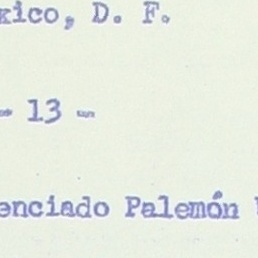 xico, D. F.
- 13 -
enciado Palemón